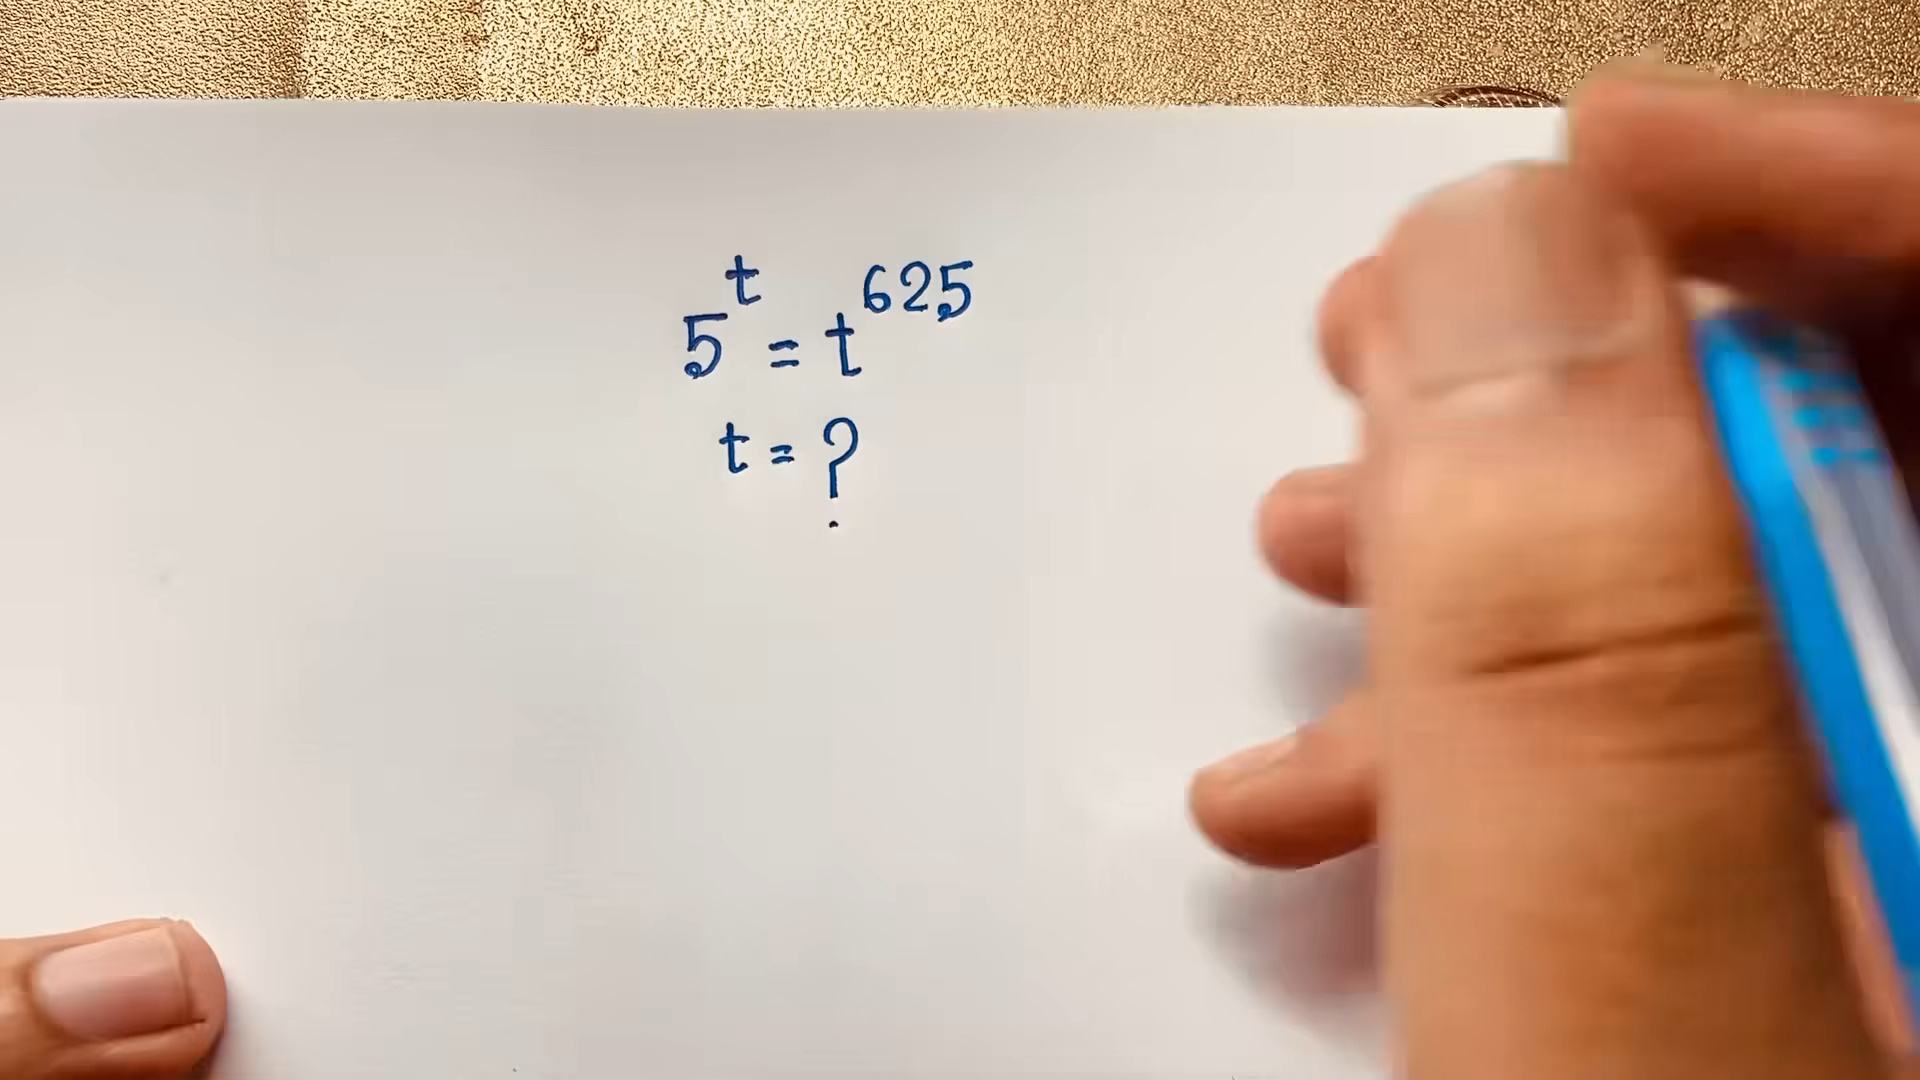 5^t = t^625
t = ?